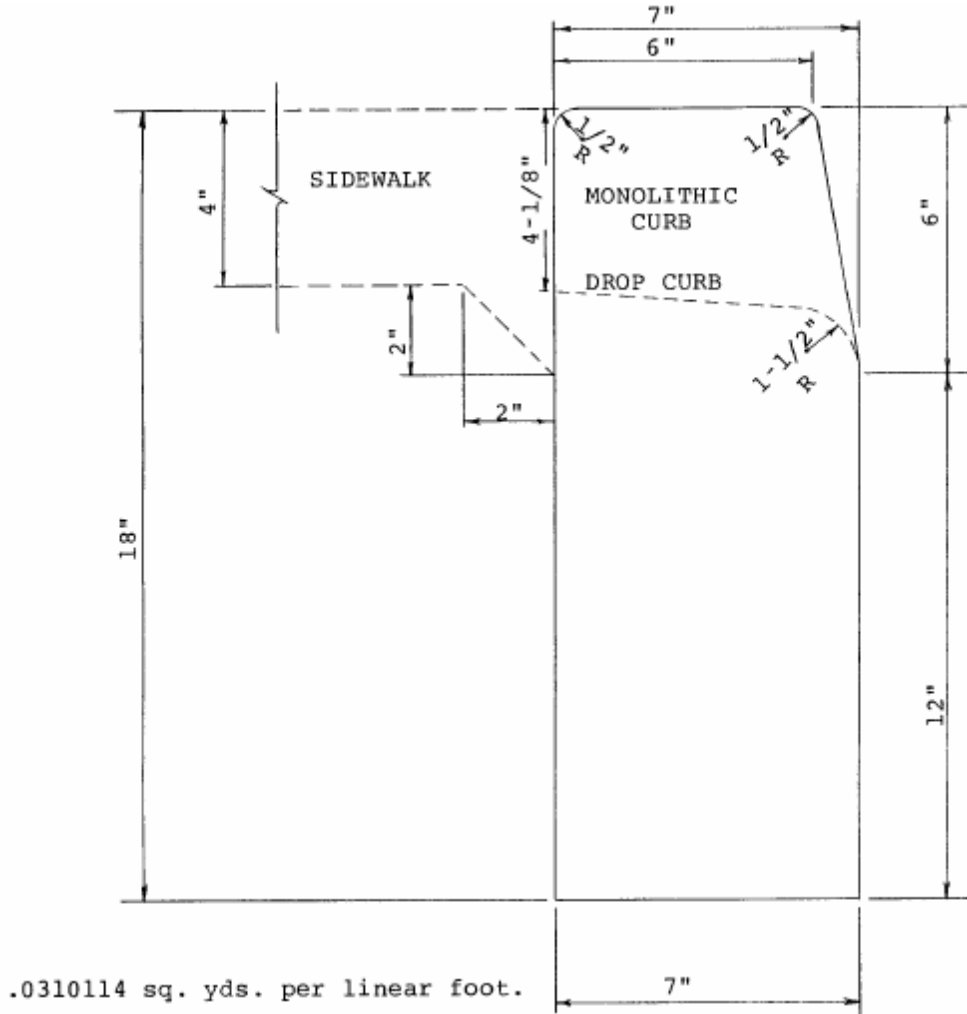 7"
6"
1/2"
R
1/2"
R
SIDEWALK
4"
4-1/8"
MONOLITHIC
CURB
6"
DROP CURB
2"
1-1/2"
R
2"
18"
12"
.0310114 sq. yds. per linear foot.
7"